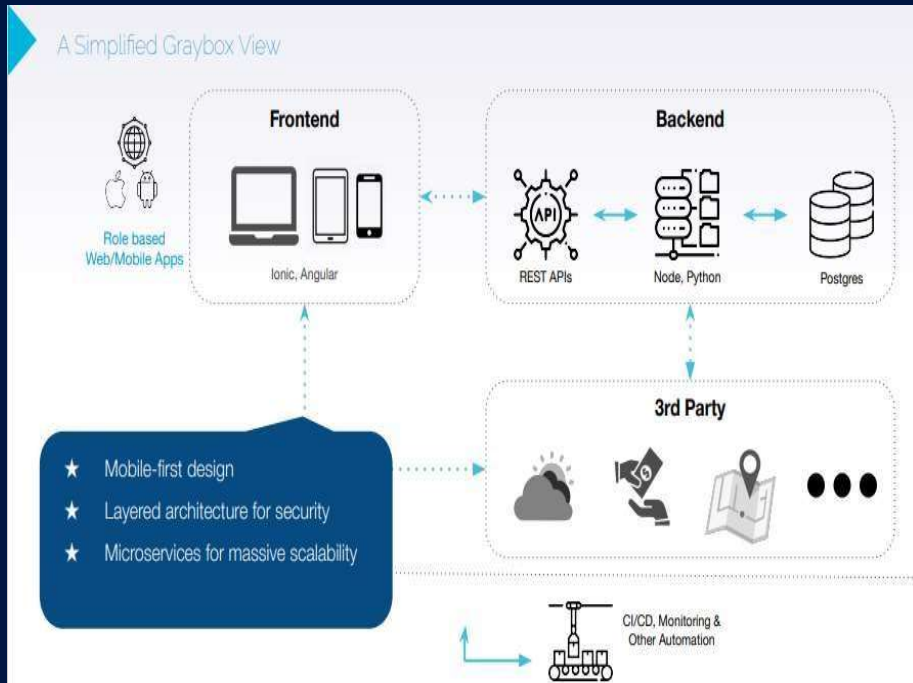 A Simplified Graybox View
Frontend
Backend
Role based
Web/Mobile Apps
Ionic, Angular
API
REST APIs
Node, Python
Postgres
3rd Party
★ Mobile-first design
★ Layered architecture for security
★ Microservices for massive scalability
CI/CD, Monitoring &
Other Automation